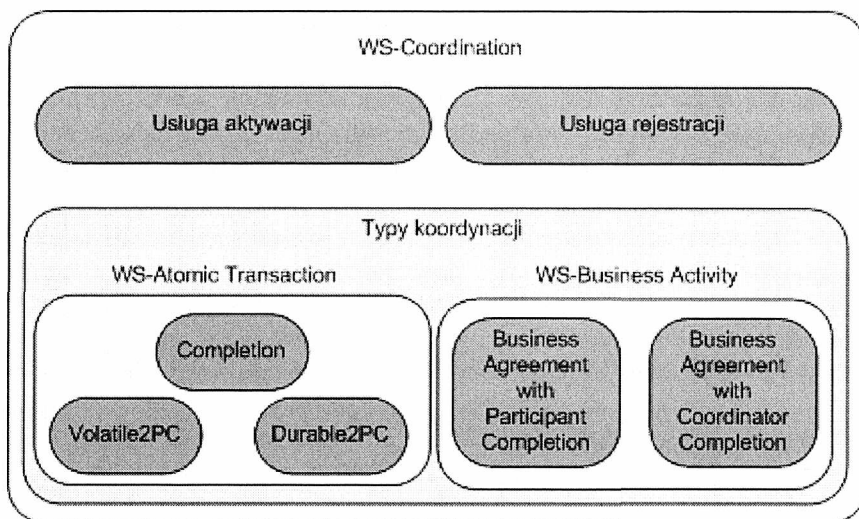 WS-Coordination
Usługa aktywacji
Usługa rejestracji
Typy koordynacji
WS-Atomic Transaction
WS-Business Activity
Completion
Volatile2PC
Durable2PC
Business
Agreement
with
Participant
Completion
Business
Agreement
with
Coordinator
Completion